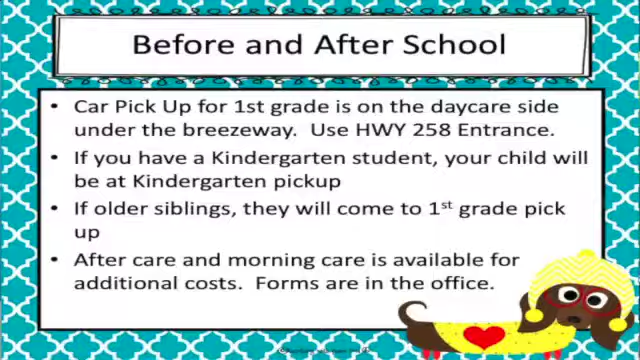 Before and After School
• Car Pick Up for 1st grade is on the daycare side
under the breezeway.  Use HWY 258 Entrance.
• If you have a Kindergarten student, your child will
be at Kindergarten pickup
• If older siblings, they will come to 1st grade pick
up
• After care and morning care is available for
additional costs.  Forms are in the office.